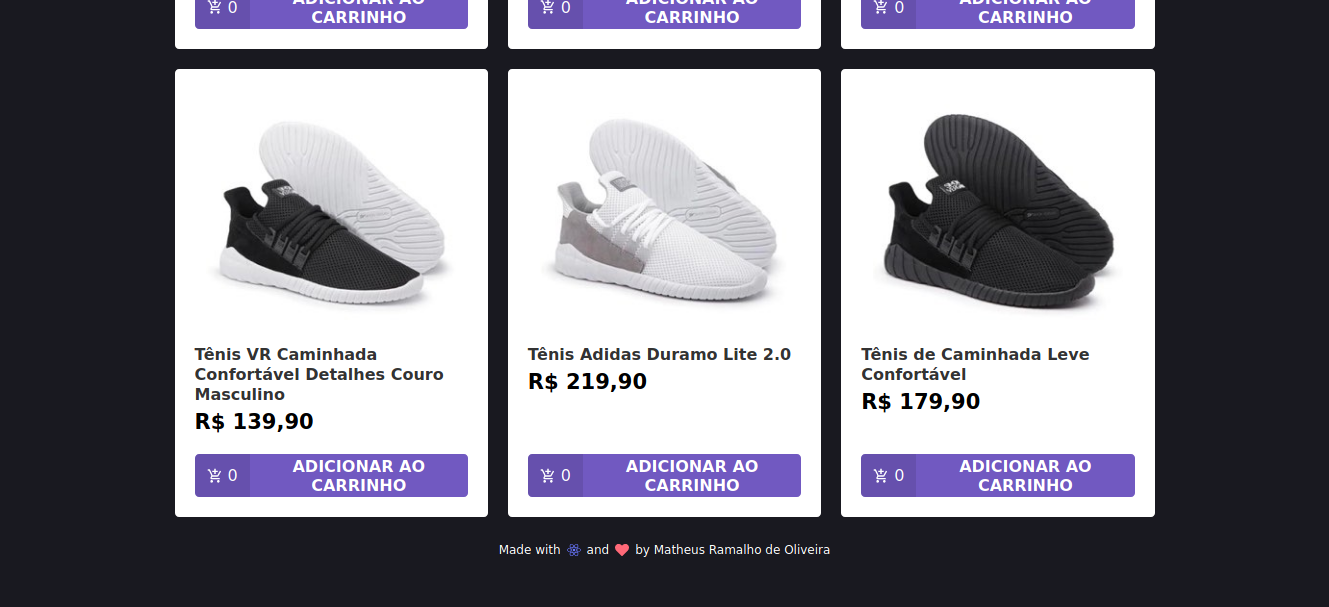 0
ADICIONAR AO
CARRINHO
0
ADICIONAR AO
CARRINHO
0
ADICIONAR AO
CARRINHO
Tênis VR Caminhada
Confortável Detalhes Couro
Masculino
R$ 139,90
0
ADICIONAR AO
CARRINHO
Tênis Adidas Duramo Lite 2.0
R$ 219,90
0
ADICIONAR AO
CARRINHO
Tênis de Caminhada Leve
Confortável
R$ 179,90
0
ADICIONAR AO
CARRINHO
Made with and by Matheus Ramalho de Oliveira